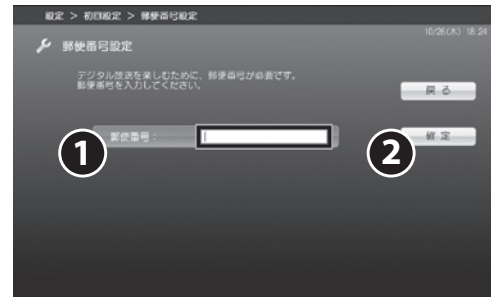 設定 > 初回設定 > 郵便番号設定
10/26(木) 18:24
郵便番号設定
デジタル放送を楽しむために、郵便番号が必要です。
郵便番号を入力してください。
戻る
郵便番号：
確定
1
2